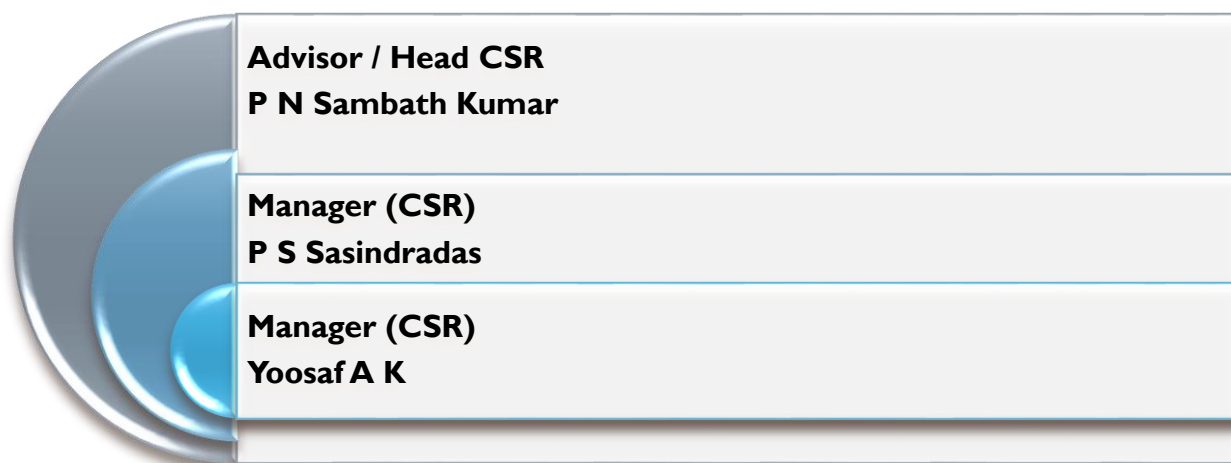 Advisor / Head CSR
P N Sambath Kumar
Manager (CSR)
P S Sasindradas
Manager (CSR)
Yoosaf A K